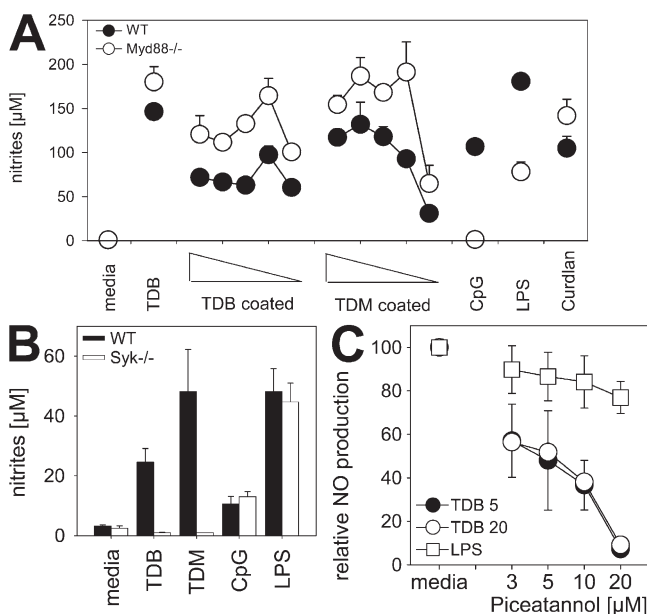 A
WT
Myd88-/-
nitrites [µM]
250
200
150
100
50
0
media
TDB
TDB coated
TDM coated
CpG
LPS
Curdlan
B
WT
Syk-/-
nitrites [µM]
60
40
20
0
media
TDB
TDM
CpG
LPS
C
relative NO production
100
80
60
40
20
0
TDB 5
TDB 20
LPS
media
3
5
10
20
Piceatannol [µM]